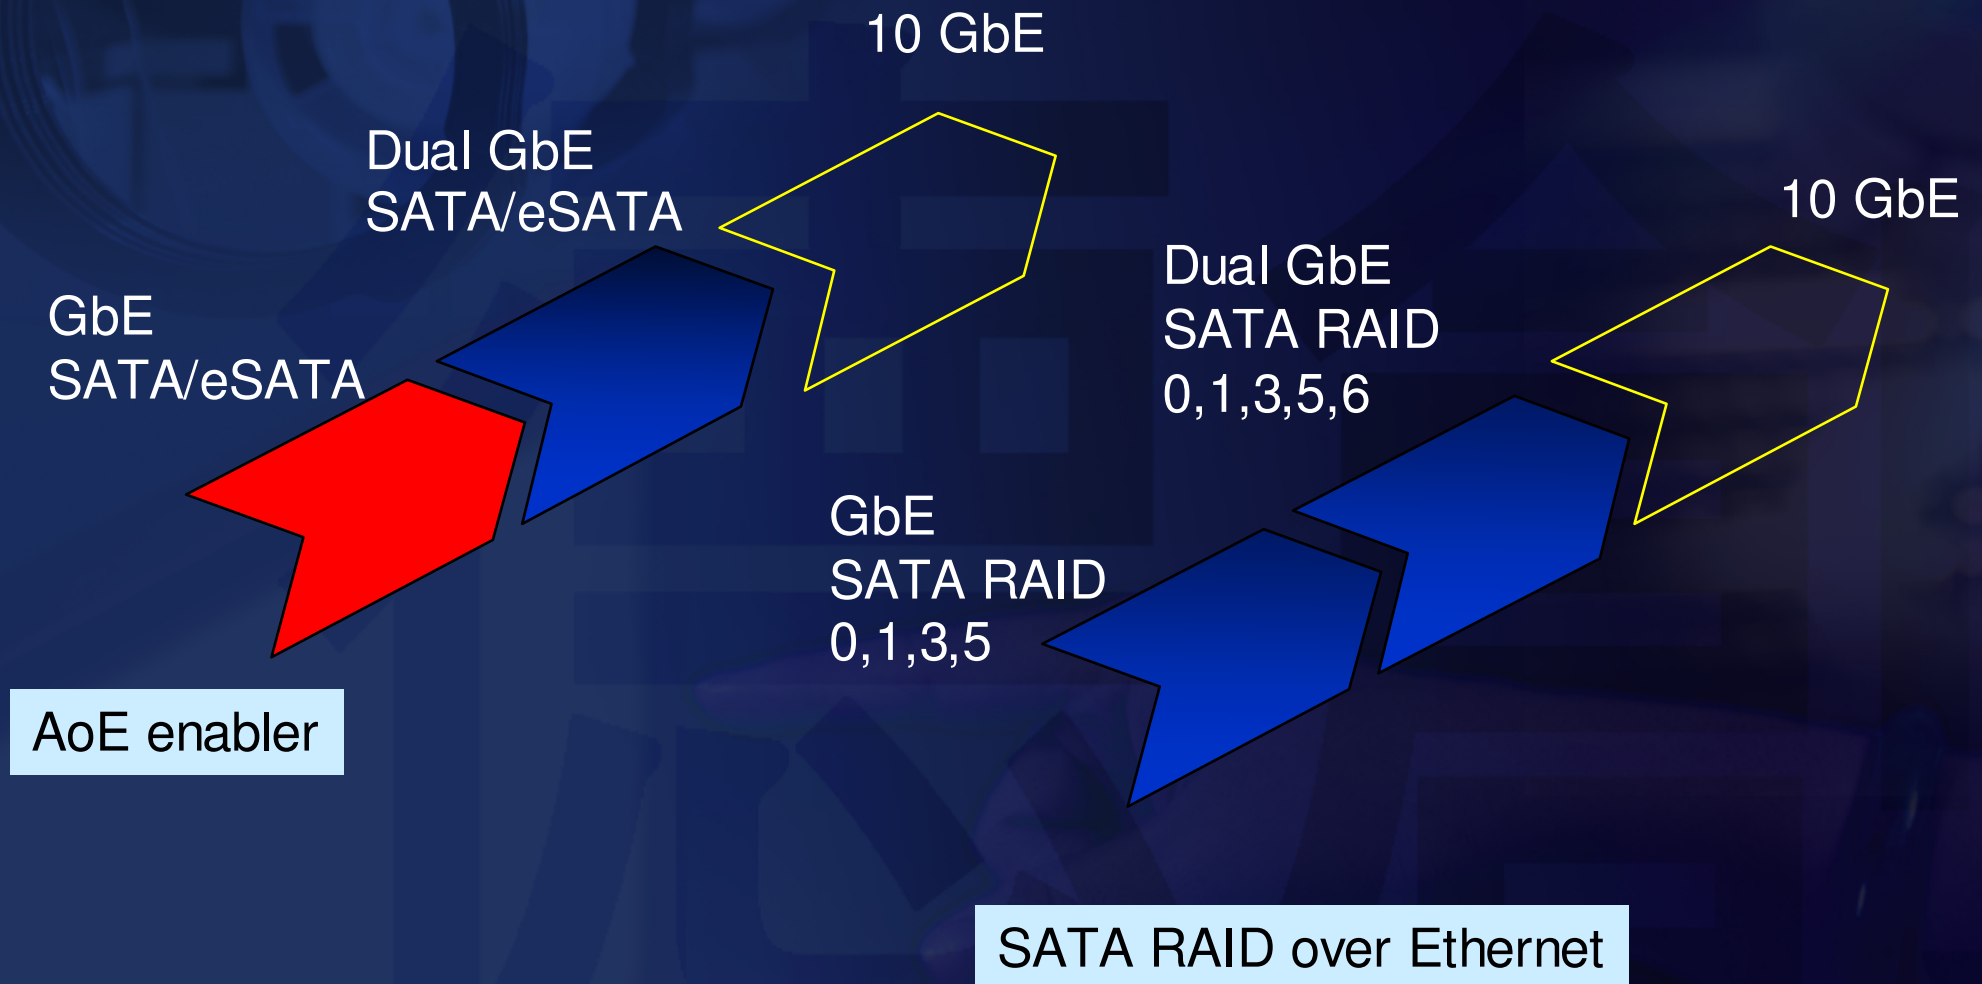 10 GbE
Dual GbE
SATA/eSATA
GbE
SATA/eSATA
AoE enabler
10 GbE
Dual GbE
SATA RAID
0,1,3,5,6
GbE
SATA RAID
0,1,3,5
SATA RAID over Ethernet